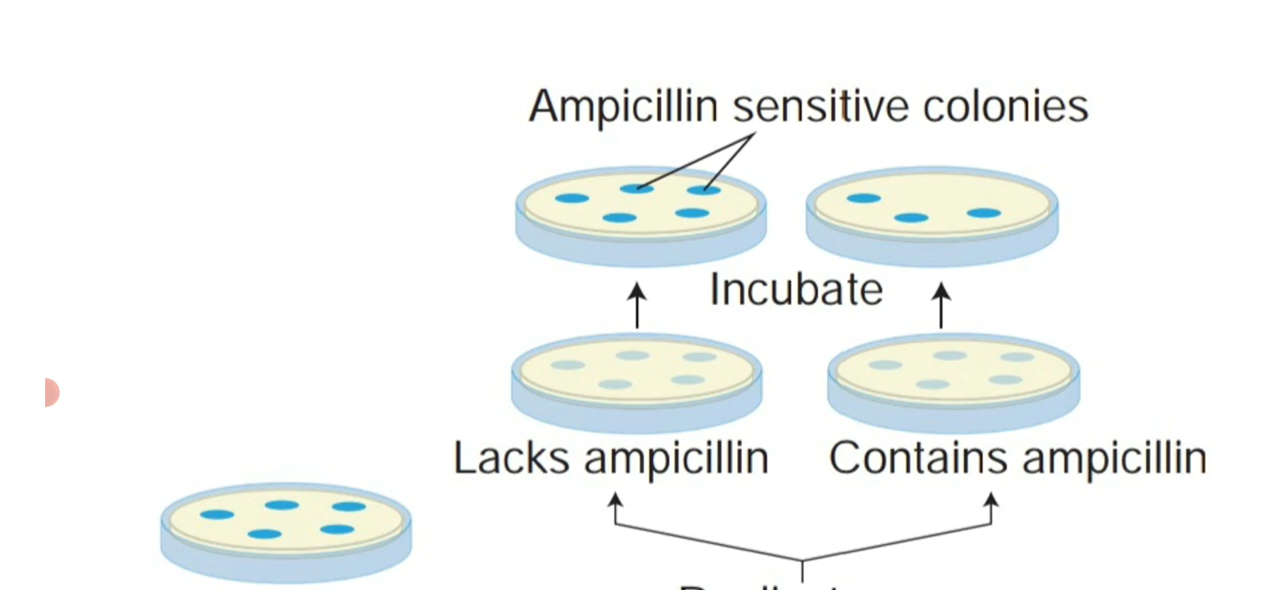 Ampicillin sensitive colonies
Incubate
Lacks ampicillin
Contains ampicillin